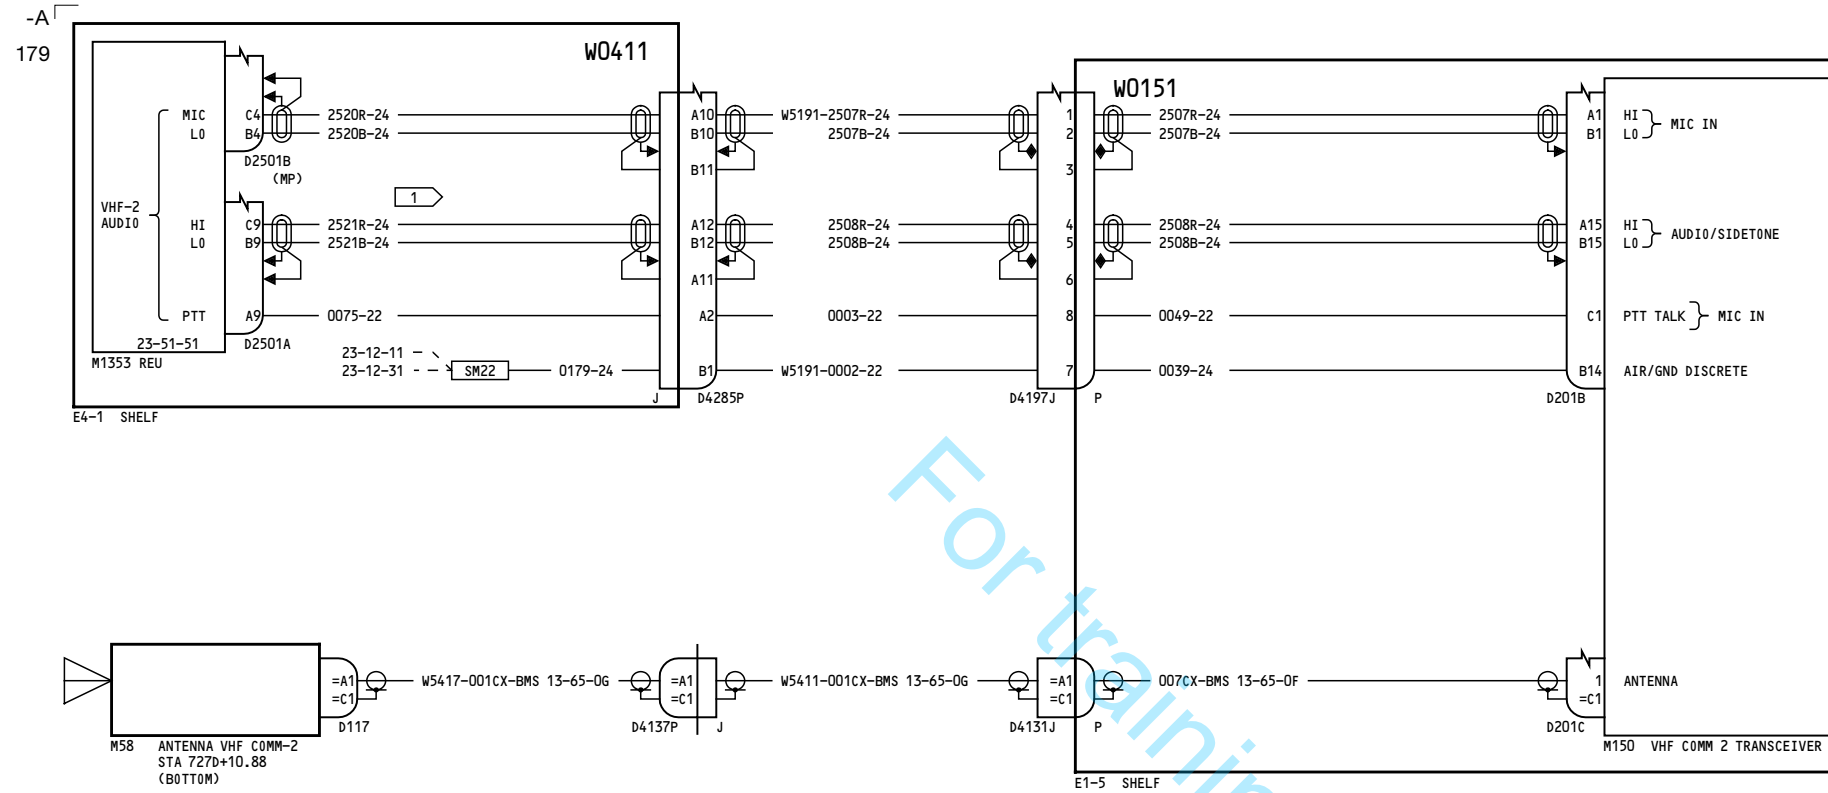 -A
179
W0411
W0151
MIC C4 2520R-24 A10 W5191-2507R-24 1 2507R-24 A1 HI
LO B4 2520B-24 B10 2507B-24 2 2507B-24 B1 LO
MIC IN
D2501B
(MP)
B11 3
1
VHF-2
AUDIO
HI C9 2521R-24 A12 2508R-24 4 2508R-24 A15 HI
LO B9 2521B-24 B12 2508B-24 5 2508B-24 B15 LO
AUDIO/SIDETONE
A11 6
PTT A9 0075-22 A2 0003-22 8 0049-22 C1 PTT TALK MIC IN
23-51-51 D2501A
M1353 REU
23-12-11
23-12-31 SM22 0179-24 B1 W5191-0002-22 7 0039-24 B14 AIR/GND DISCRETE
J D4285P D4197J P D201B
E4-1 SHELF
=A1 W5417-001CX-BMS 13-65-0G =A1 W5411-001CX-BMS 13-65-0G =A1 007CX-BMS 13-65-0F 1 ANTENNA
=C1 =C1 =C1 =C1
D117 D4137P J D4131J P D201C
M58 ANTENNA VHF COMM-2
STA 727D+10.88
(BOTTOM)
M150 VHF COMM 2 TRANSCEIVER
E1-5 SHELF
For trainin